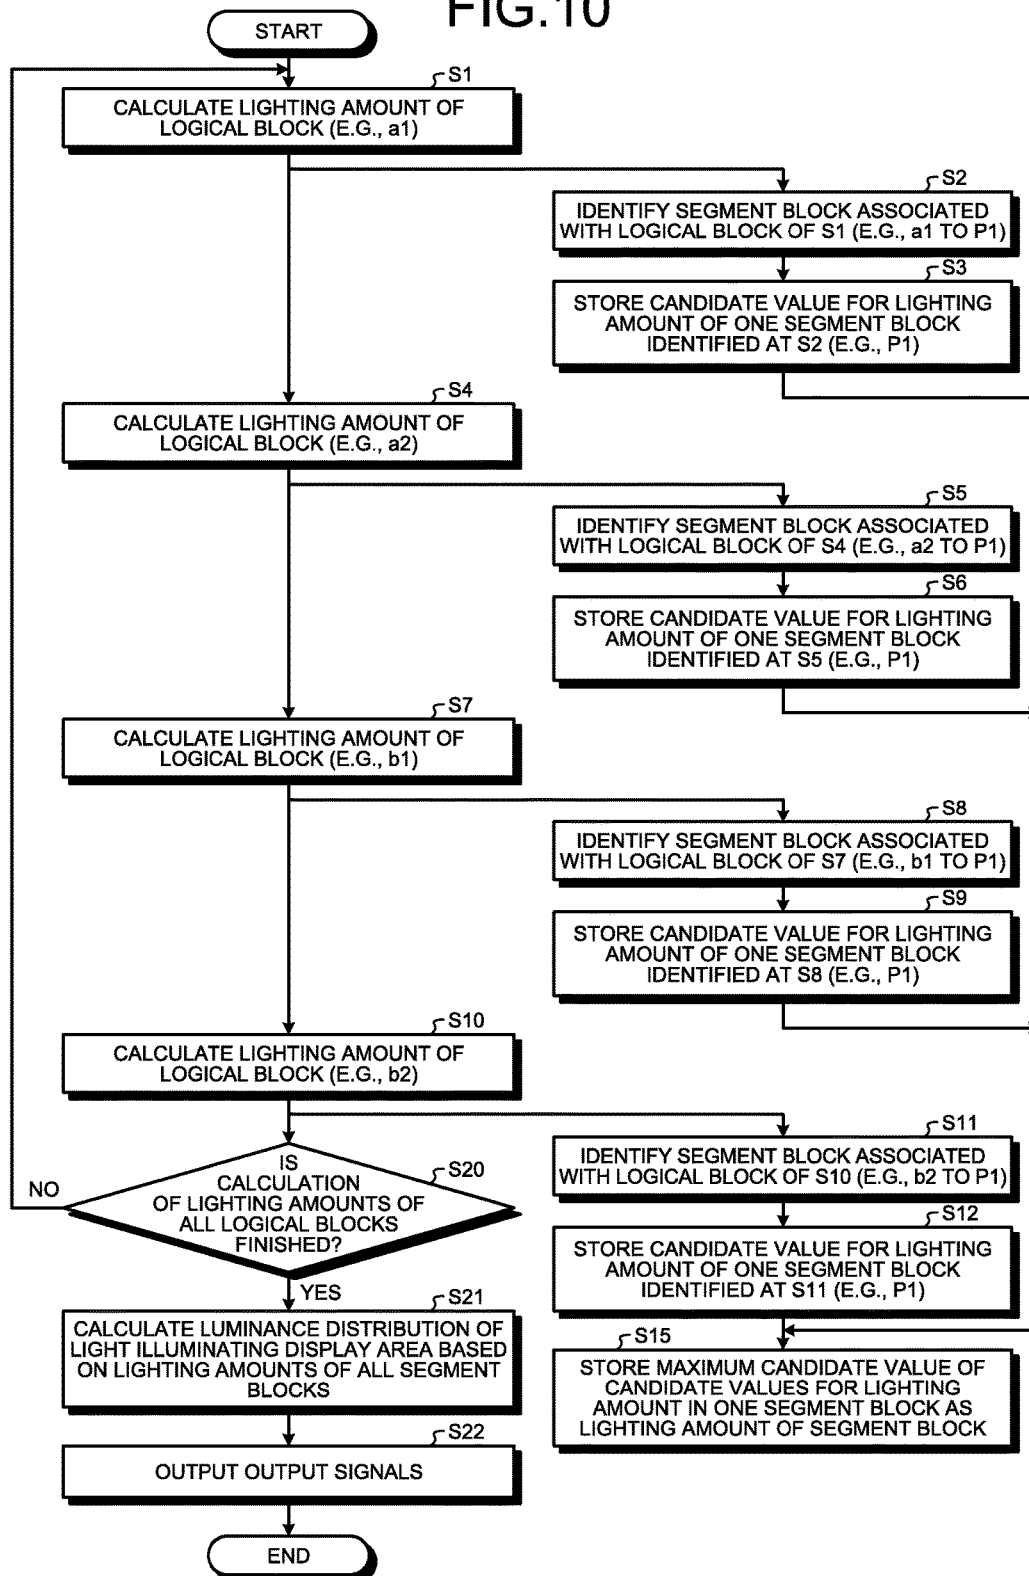 FIG.10
START
S1
CALCULATE LIGHTING AMOUNT OF
LOGICAL BLOCK (E.G., a1)
S2
IDENTIFY SEGMENT BLOCK ASSOCIATED
WITH LOGICAL BLOCK OF S1 (E.G., a1 TO P1)
S3
STORE CANDIDATE VALUE FOR LIGHTING
AMOUNT OF ONE SEGMENT BLOCK
IDENTIFIED AT S2 (E.G., P1)
S4
CALCULATE LIGHTING AMOUNT OF
LOGICAL BLOCK (E.G., a2)
S5
IDENTIFY SEGMENT BLOCK ASSOCIATED
WITH LOGICAL BLOCK OF S4 (E.G., a2 TO P1)
S6
STORE CANDIDATE VALUE FOR LIGHTING
AMOUNT OF ONE SEGMENT BLOCK
IDENTIFIED AT S5 (E.G., P1)
S7
CALCULATE LIGHTING AMOUNT OF
LOGICAL BLOCK (E.G., b1)
S8
IDENTIFY SEGMENT BLOCK ASSOCIATED
WITH LOGICAL BLOCK OF S7 (E.G., b1 TO P1)
S9
STORE CANDIDATE VALUE FOR LIGHTING
AMOUNT OF ONE SEGMENT BLOCK
IDENTIFIED AT S8 (E.G., P1)
S10
CALCULATE LIGHTING AMOUNT OF
LOGICAL BLOCK (E.G., b2)
S11
IDENTIFY SEGMENT BLOCK ASSOCIATED
WITH LOGICAL BLOCK OF S10 (E.G., b2 TO P1)
S12
STORE CANDIDATE VALUE FOR LIGHTING
AMOUNT OF ONE SEGMENT BLOCK
IDENTIFIED AT S11 (E.G., P1)
S15
STORE MAXIMUM CANDIDATE VALUE OF
CANDIDATE VALUES FOR LIGHTING
AMOUNT IN ONE SEGMENT BLOCK AS
LIGHTING AMOUNT OF SEGMENT BLOCK
S20
IS
CALCULATION
OF LIGHTING AMOUNTS OF
ALL LOGICAL BLOCKS
FINISHED?
NO
YES
S21
CALCULATE LUMINANCE DISTRIBUTION OF
LIGHT ILLUMINATING DISPLAY AREA BASED
ON LIGHTING AMOUNTS OF ALL SEGMENT
BLOCKS
S22
OUTPUT OUTPUT SIGNALS
END